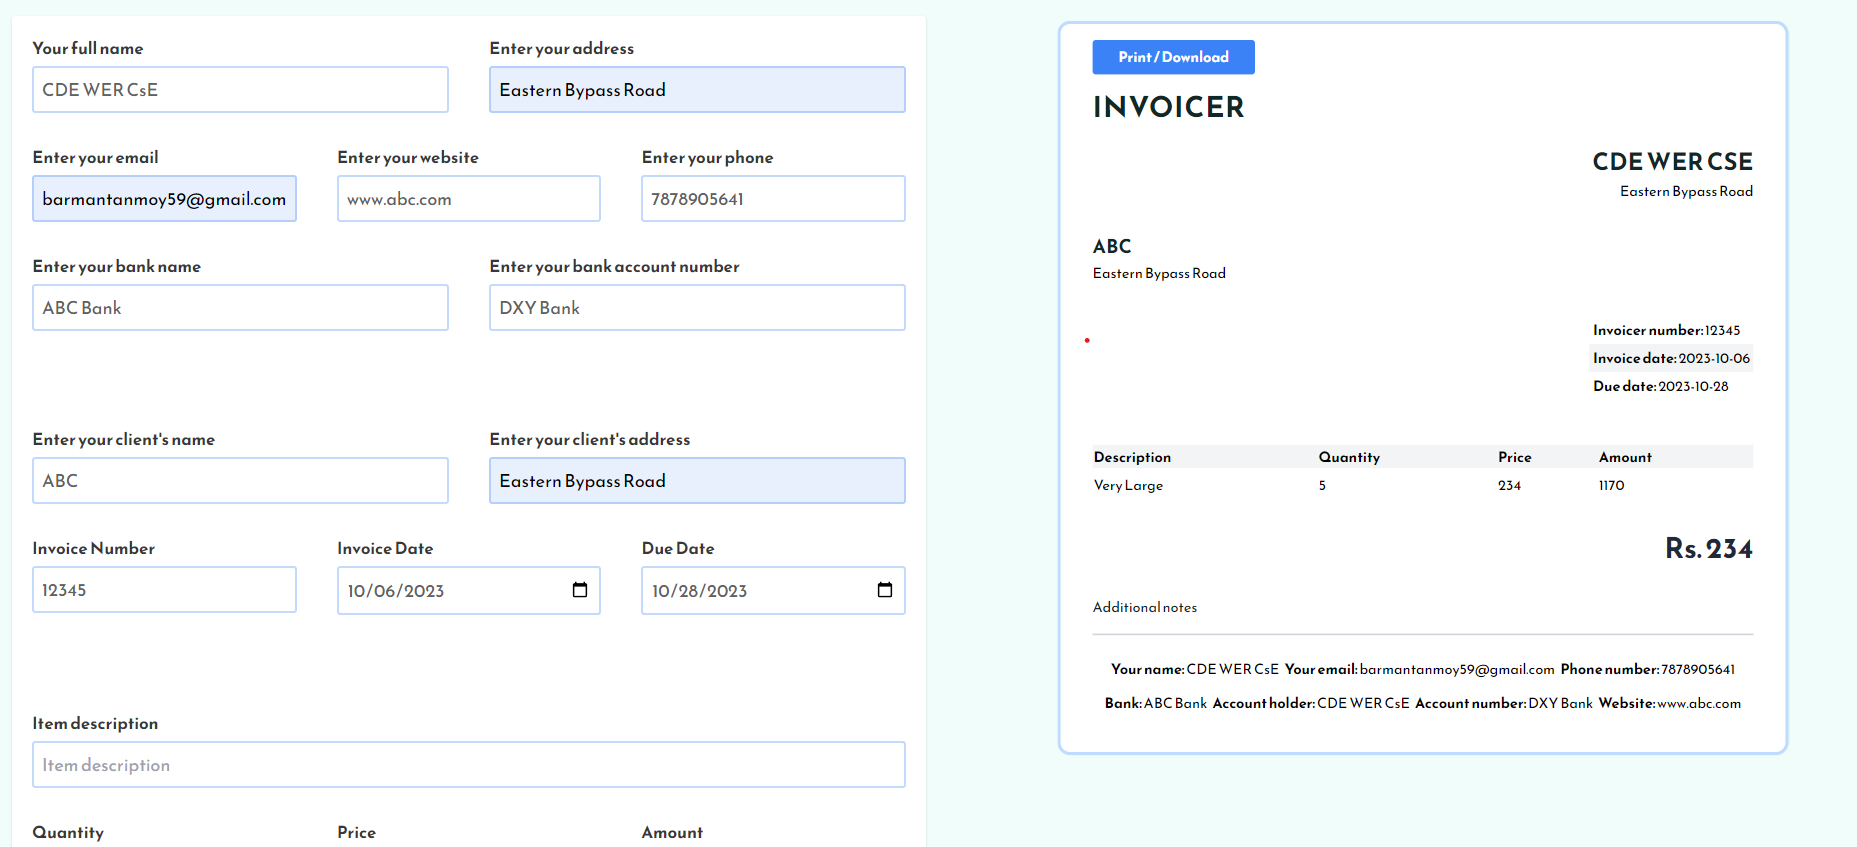 Your full name Enter your address
CDE WER CsE Eastern Bypass Road
Enter your email Enter your website Enter your phone
barmantanmoy59@gmail.com www.abc.com 7878905641
Enter your bank name Enter your bank account number
ABC Bank DXY Bank
Enter your client's name Enter your client's address
ABC Eastern Bypass Road
Invoice Number Invoice Date Due Date
12345 10/06/2023 10/28/2023
Item description
Item description
Quantity Price Amount
Print / Download
INVOICER
CDE WER CSE
Eastern Bypass Road
ABC
Eastern Bypass Road
Invoicer number: 12345
Invoice date: 2023-10-06
Due date: 2023-10-28
Description Quantity Price Amount
Very Large 5 234 1170
Rs. 234
Additional notes
Your name: CDE WER CsE Your email: barmantanmoy59@gmail.com Phone number: 7878905641
Bank: ABC Bank Account holder: CDE WER CsE Account number: DXY Bank Website: www.abc.com